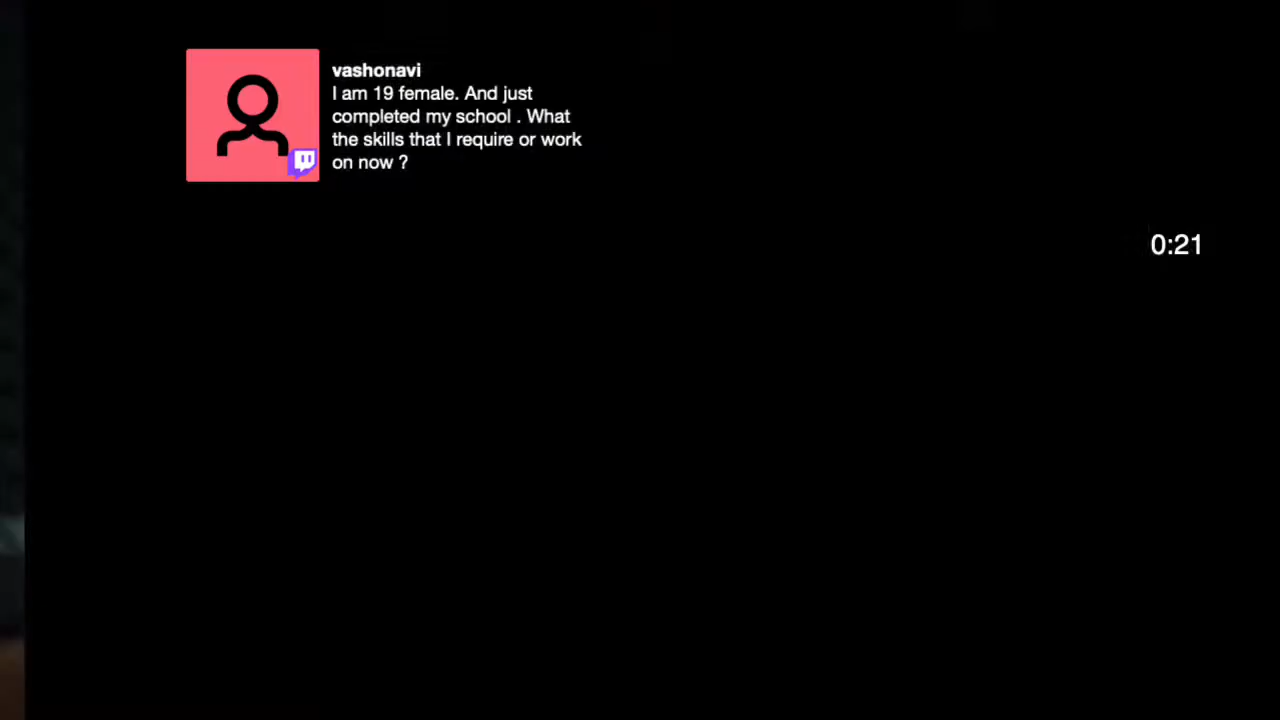 vashonavi
I am 19 female. And just
completed my school . What
the skills that I require or work
on now ?
0:21